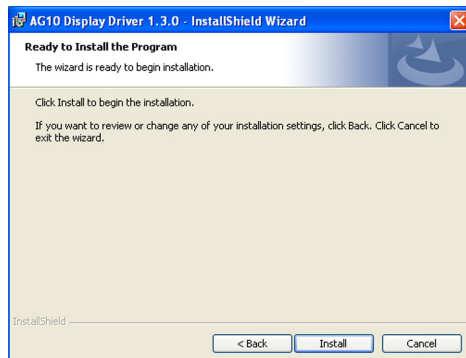 AG10 Display Driver 1.3.0 - InstallShield Wizard
Ready to Install the Program
The wizard is ready to begin installation.
Click Install to begin the installation.
If you want to review or change any of your installation settings, click Back. Click Cancel to
exit the wizard.
InstallShield
< Back Install Cancel